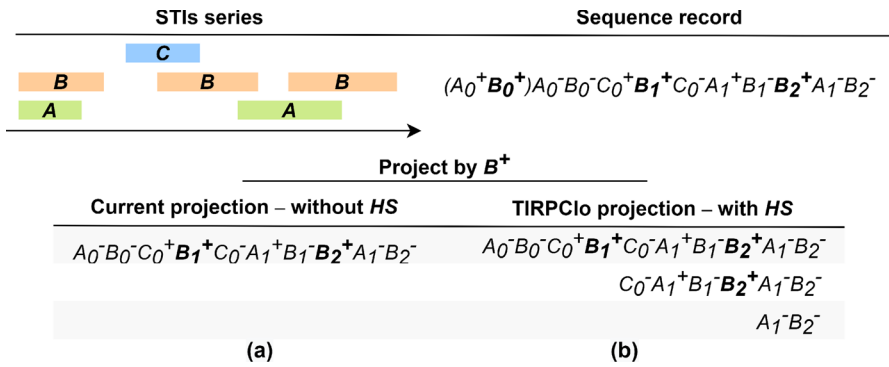 STIs series
Sequence record
C
B B B
A A
(A₀⁺B₀⁺)A₀⁻B₀⁻C₀⁺B₁⁺C₀⁻A₁⁺B₁⁻B₂⁺A₁⁻B₂⁻
Project by B⁺
Current projection – without HS
TIRPClo projection – with HS
A₀⁻B₀⁻C₀⁺B₁⁺C₀⁻A₁⁺B₁⁻B₂⁺A₁⁻B₂⁻
A₀⁻B₀⁻C₀⁺B₁⁺C₀⁻A₁⁺B₁⁻B₂⁺A₁⁻B₂⁻
C₀⁻A₁⁺B₁⁻B₂⁺A₁⁻B₂⁻
A₁⁻B₂⁻
(a)
(b)